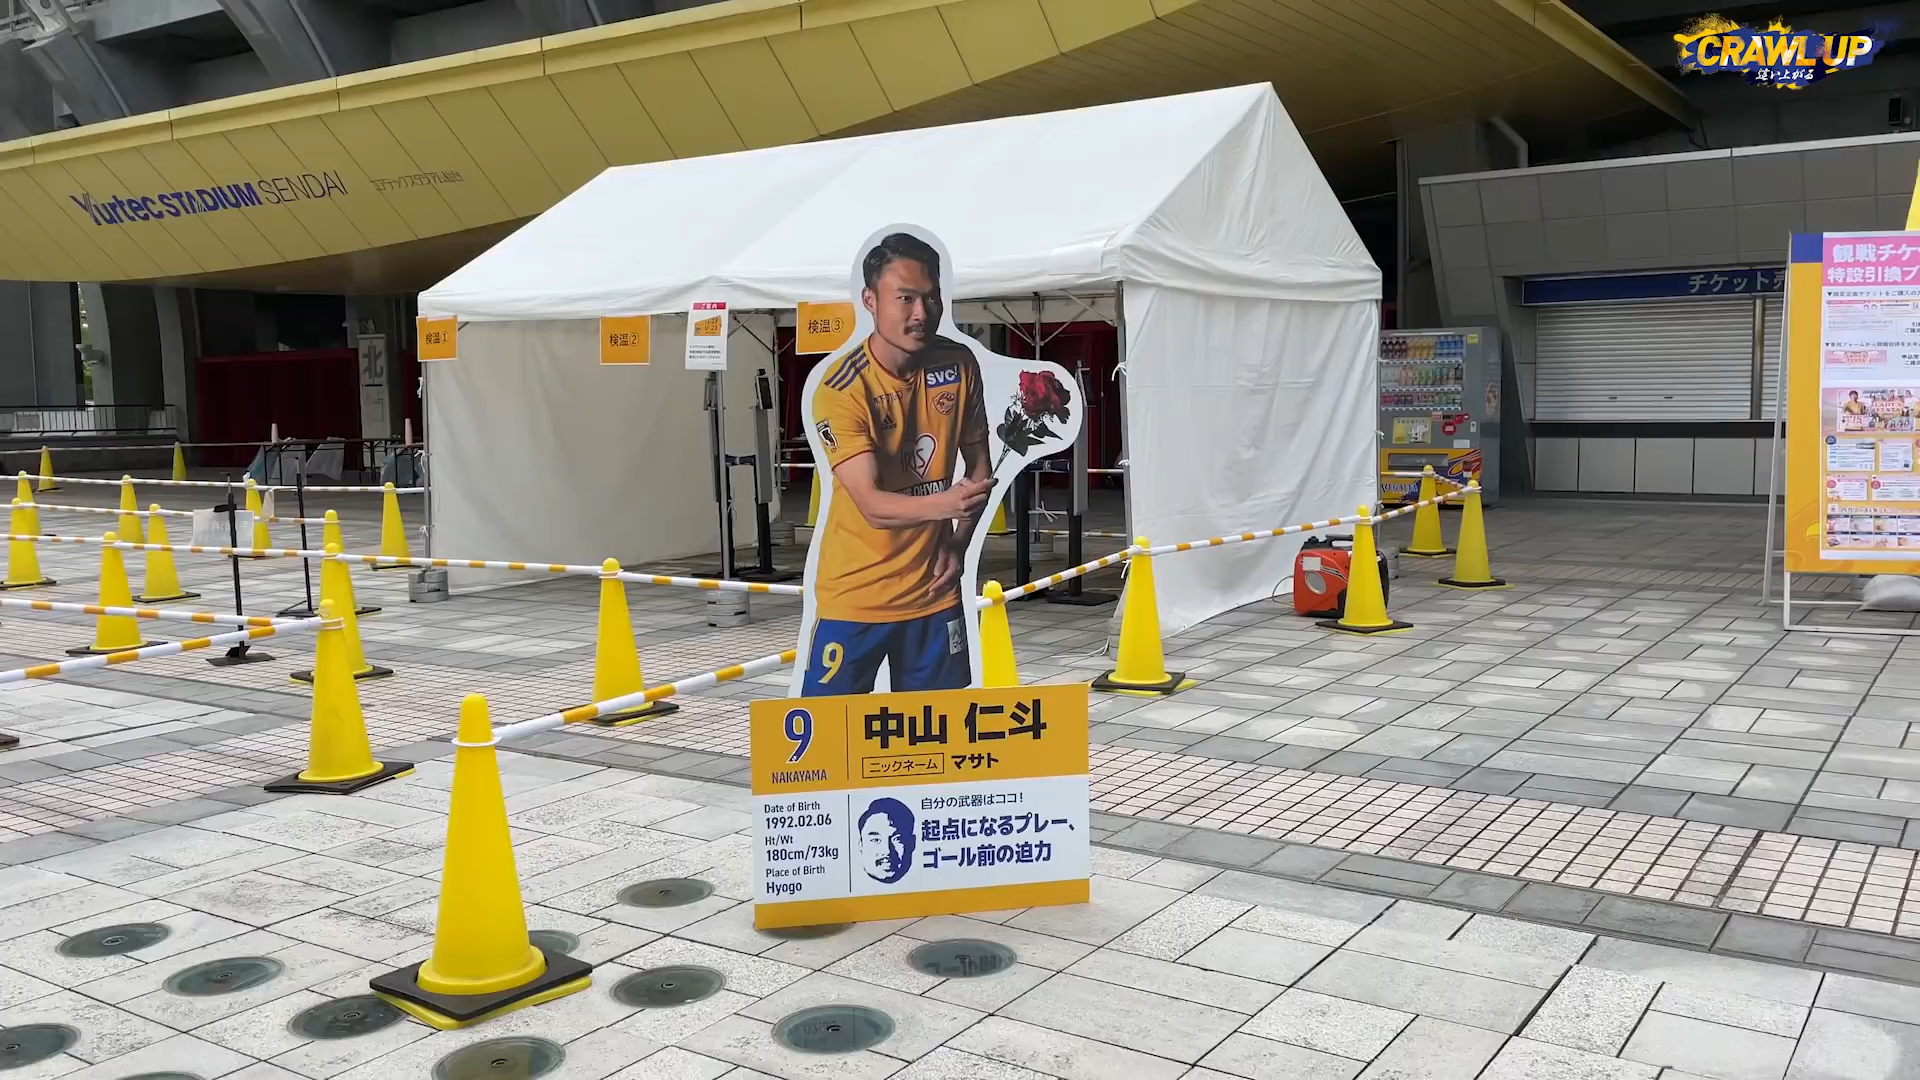 CRAWL UP
這い上がる
Yurtec STADIUM SENDAI
ユアテックスタジアム仙台
検温①
検温②
ご案内
検温③
北
チケット
観戦チケ
特設引換ブ
SVC
9
9
NAKAYAMA
中山 仁斗
ニックネーム マサト
Date of Birth
1992.02.06
Ht/Wt
180cm/73kg
Place of Birth
Hyogo
自分の武器はココ!
起点になるプレー、
ゴール前の迫力